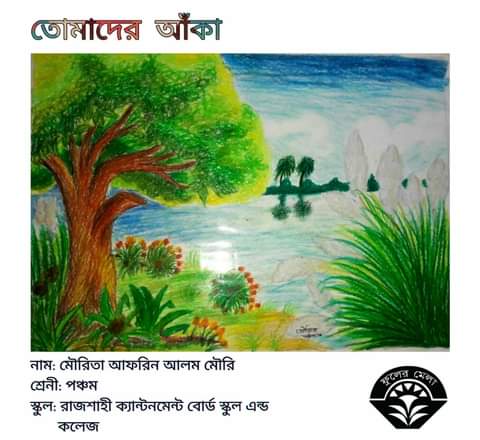 তোমাদের আঁকা
নাম: মৌরিতা আফরিন আলম মৌরি
শ্রেনী: পঞ্চম
স্কুল: রাজশাহী ক্যান্টনমেন্ট বোর্ড স্কুল এন্ড
কলেজ
ফুলের মেলা